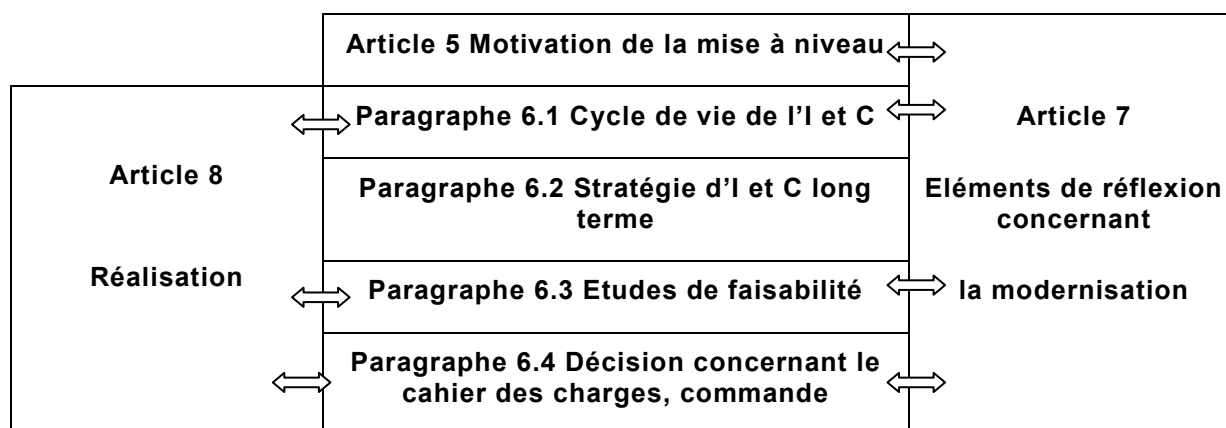 Article 5 Motivation de la mise à niveau
Paragraphe 6.1 Cycle de vie de l'I et C
Article 7
Article 8
Paragraphe 6.2 Stratégie d'I et C long
terme
Eléments de réflexion
concernant
Réalisation
Paragraphe 6.3 Etudes de faisabilité
la modernisation
Paragraphe 6.4 Décision concernant le
cahier des charges, commande